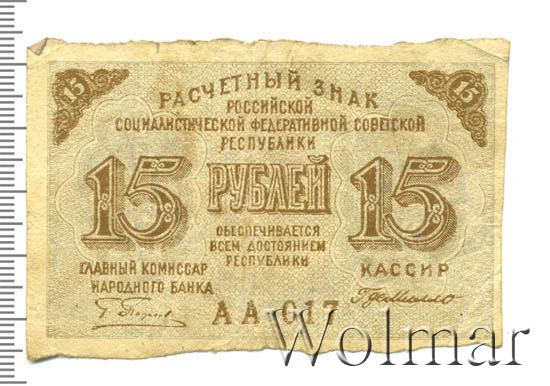 15 15
РАСЧЕТНЫЙ ЗНАК
РОССИЙСКОЙ
СОЦИАЛИСТИЧЕСКОЙ ФЕДЕРАТИВНОЙ СОВЕТСКОЙ
РЕСПУБЛИКИ
15 РУБЛЕЙ 15
ОБЕСПЕЧИВАЕТСЯ
ВСЕМ ДОСТОЯНИЕМ
РЕСПУБЛИКИ
ГЛАВНЫЙ КОМИССАР
НАРОДНОГО БАНКА
КАССИР
АА-017
Wolmar